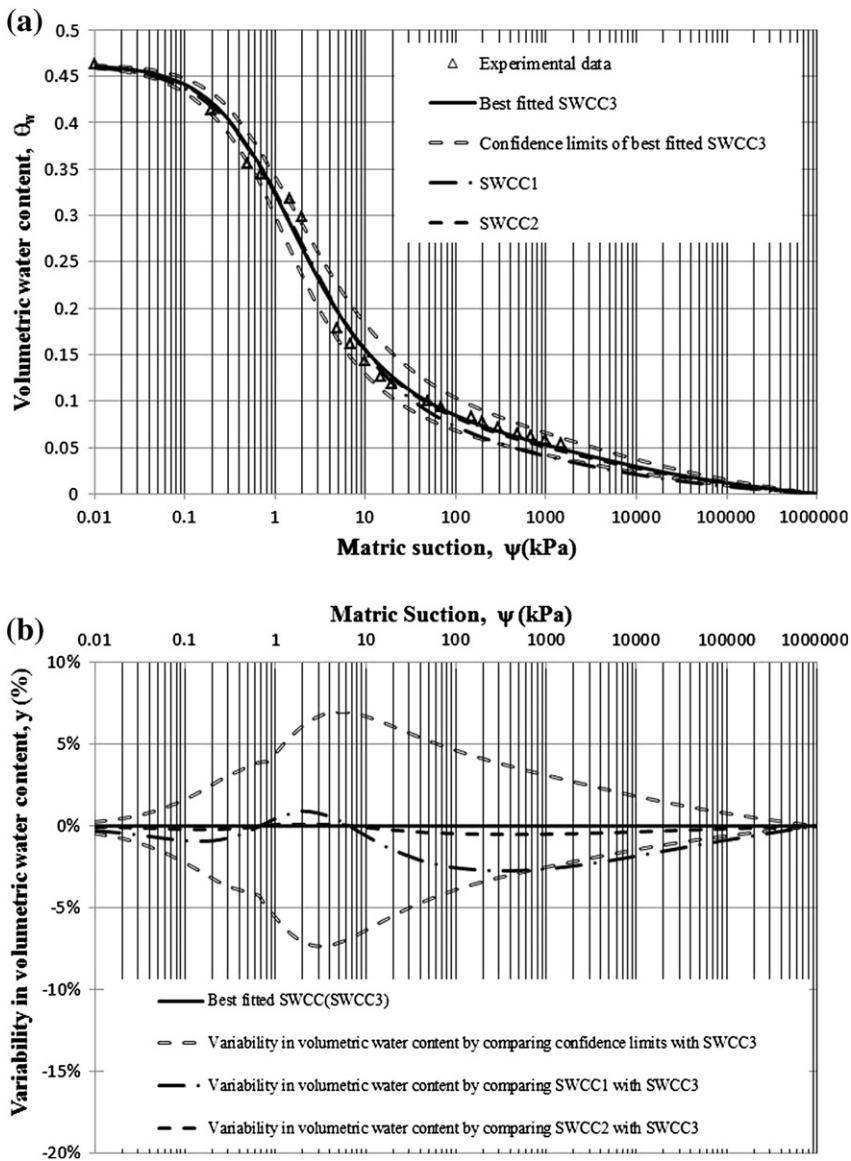 (a)
0.5
0.45
0.4
0.35
0.3
0.25
0.2
0.15
0.1
0.05
0
Volumetric water content, θw
Experimental data
Best fitted SWCC3
Confidence limits of best fitted SWCC3
SWCC1
SWCC2
0.01 0.1 1 10 100 1000 10000 100000 1000000
Matric suction, ψ(kPa)
(b)
Matric Suction, ψ (kPa)
0.01 0.1 1 10 100 1000 10000 100000 1000000
10%
5%
0%
-5%
-10%
-15%
-20%
Variability in volumetric water content, y (%)
Best fitted SWCC(SWCC3)
Variability in volumetric water content by comparing confidence limits with SWCC3
Variability in volumetric water content by comparing SWCC1 with SWCC3
Variability in volumetric water content by comparing SWCC2 with SWCC3